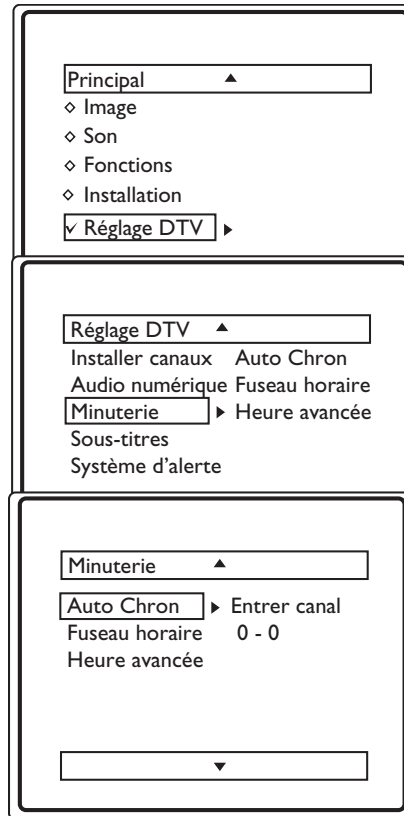 Principal ▲
◇ Image
◇ Son
◇ Fonctions
◇ Installation
✓ Réglage DTV ▶
Réglage DTV ▲
Installer canaux Auto Chron
Audio numérique Fuseau horaire
Minuterie ▶ Heure avancée
Sous-titres
Système d'alerte
Minuterie ▲
Auto Chron ▶ Entrer canal
Fuseau horaire 0 - 0
Heure avancée
▼